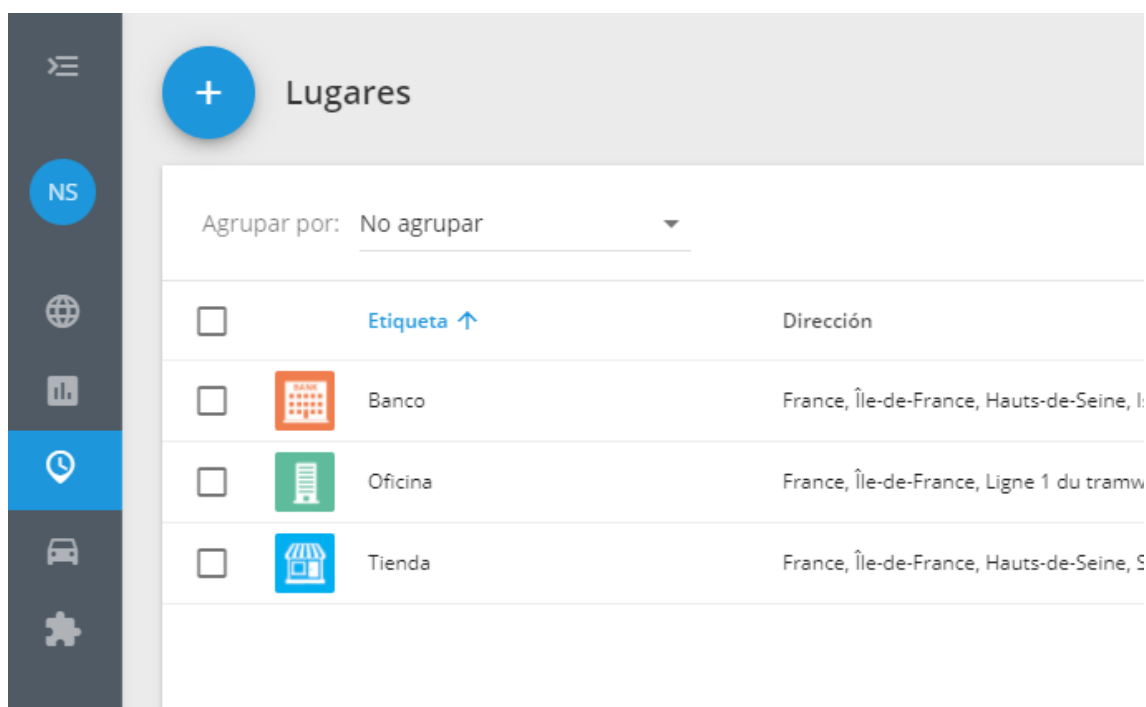 Lugares
NS
Agrupar por: No agrupar
Etiqueta Dirección
BANK
Banco France, Île-de-France, Hauts-de-Seine,
Oficina France, Île-de-France, Ligne 1 du tramw
Tienda France, Île-de-France, Hauts-de-Seine, S